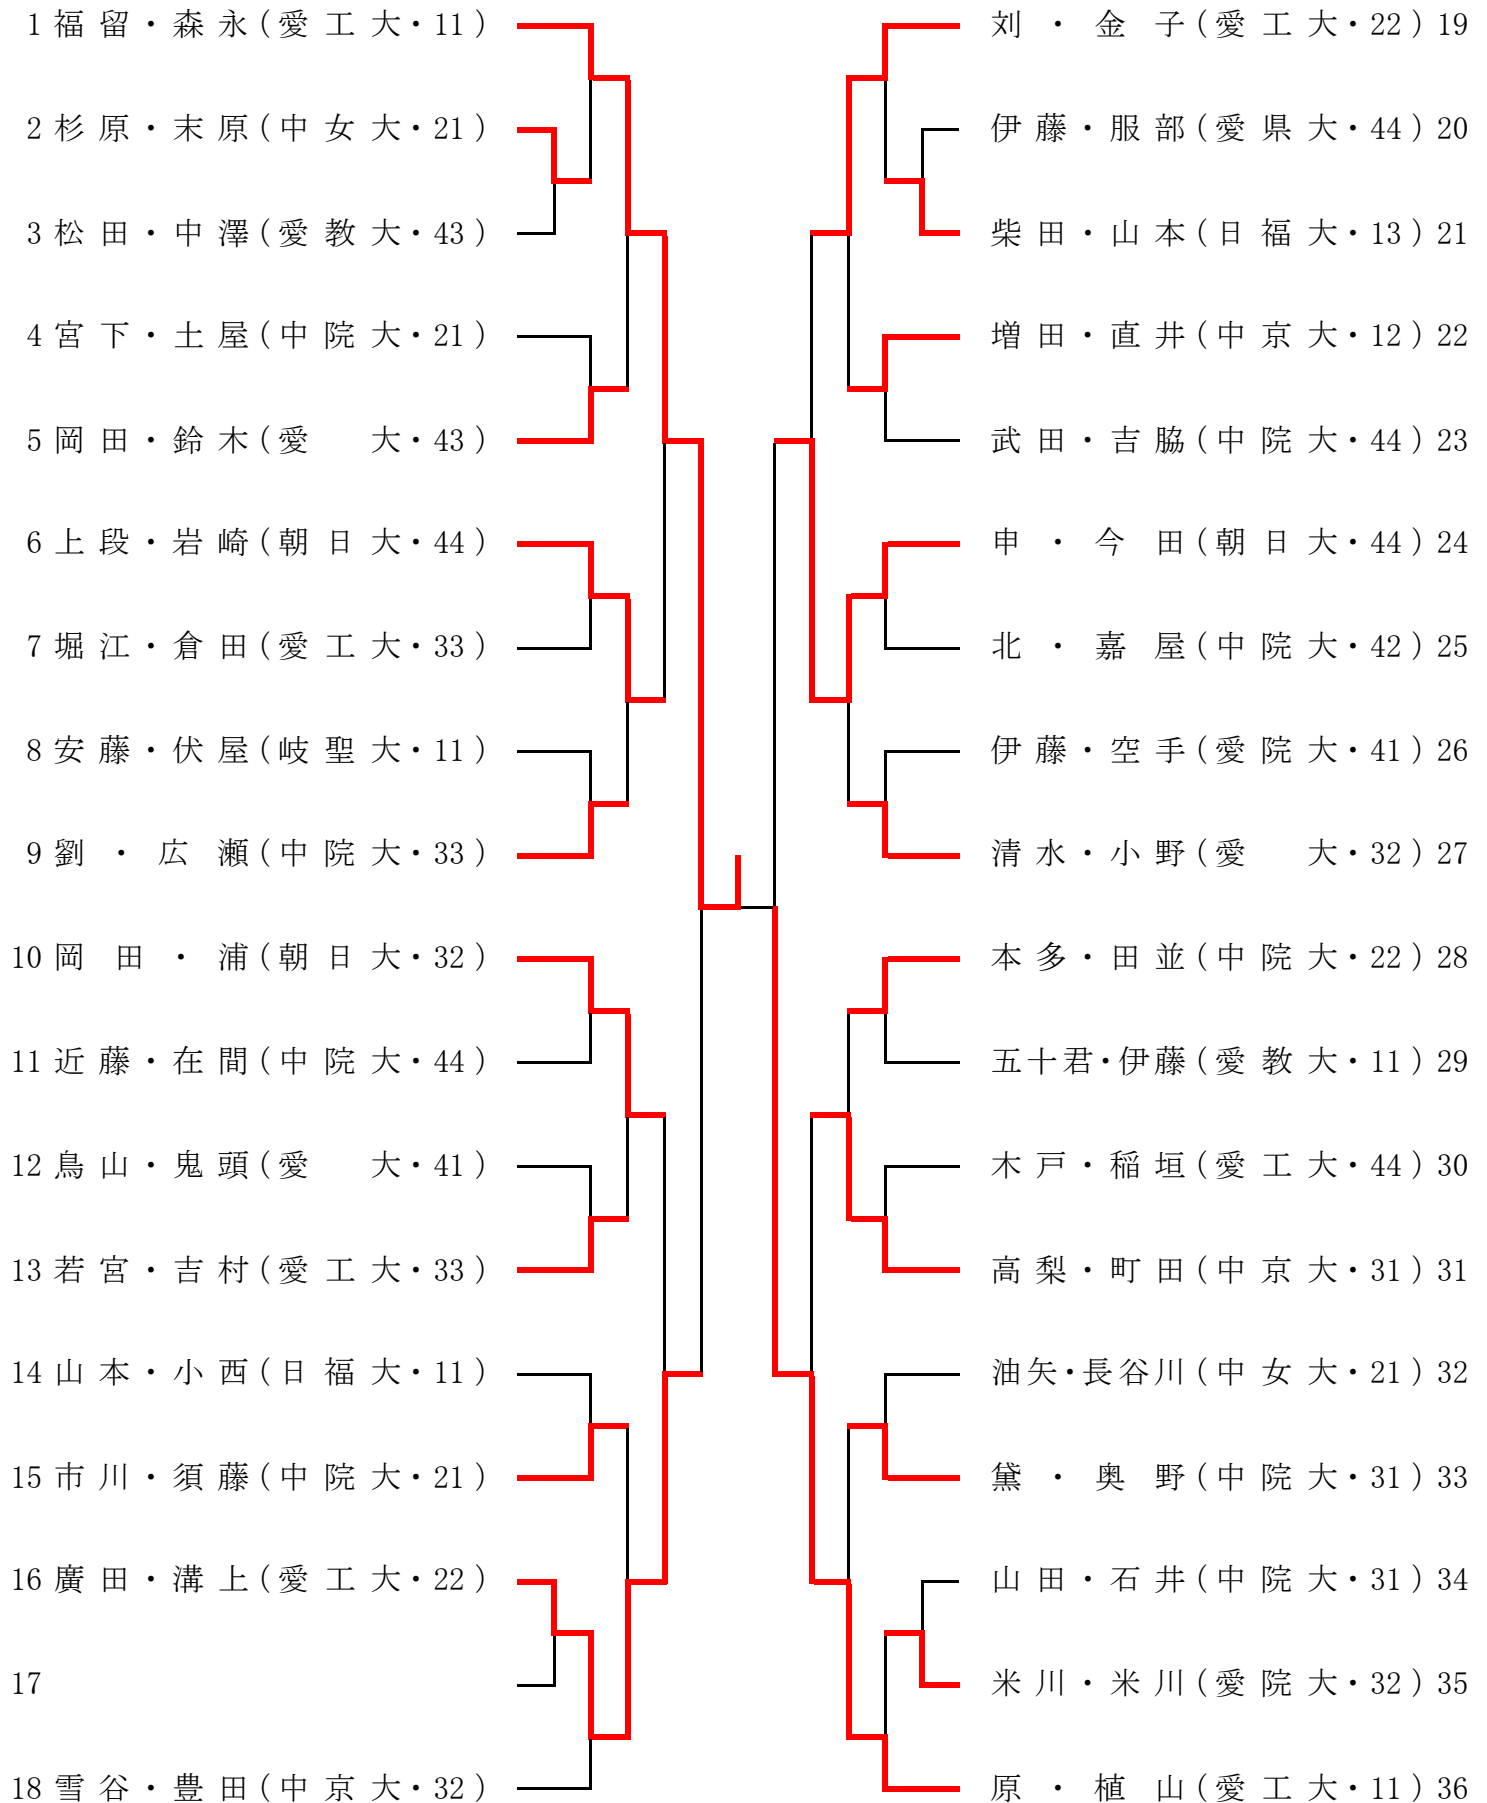 1 福留・森永(愛工大・11)
2 杉原・末原(中女大・21)
3 松田・中澤(愛教大・43)
4 宮下・土屋(中院大・21)
5 岡田・鈴木(愛　大・43)
6 上段・岩崎(朝日大・44)
7 堀江・倉田(愛工大・33)
8 安藤・伏屋(岐聖大・11)
9 劉・広瀬(中院大・33)
10 岡田・浦(朝日大・32)
11 近藤・在間(中院大・44)
12 鳥山・鬼頭(愛　大・41)
13 若宮・吉村(愛工大・33)
14 山本・小西(日福大・11)
15 市川・須藤(中院大・21)
16 廣田・溝上(愛工大・22)
17
18 雪谷・豊田(中京大・32)
刘・金子(愛工大・22) 19
伊藤・服部(愛県大・44) 20
柴田・山本(日福大・13) 21
増田・直井(中京大・12) 22
武田・吉脇(中院大・44) 23
申・今田(朝日大・44) 24
北・嘉屋(中院大・42) 25
伊藤・空手(愛院大・41) 26
清水・小野(愛　大・32) 27
本多・田並(中院大・22) 28
五十君・伊藤(愛教大・11) 29
木戸・稲垣(愛工大・44) 30
高梨・町田(中京大・31) 31
油矢・長谷川(中女大・21) 32
黛・奥野(中院大・31) 33
山田・石井(中院大・31) 34
米川・米川(愛院大・32) 35
原・植山(愛工大・11) 36